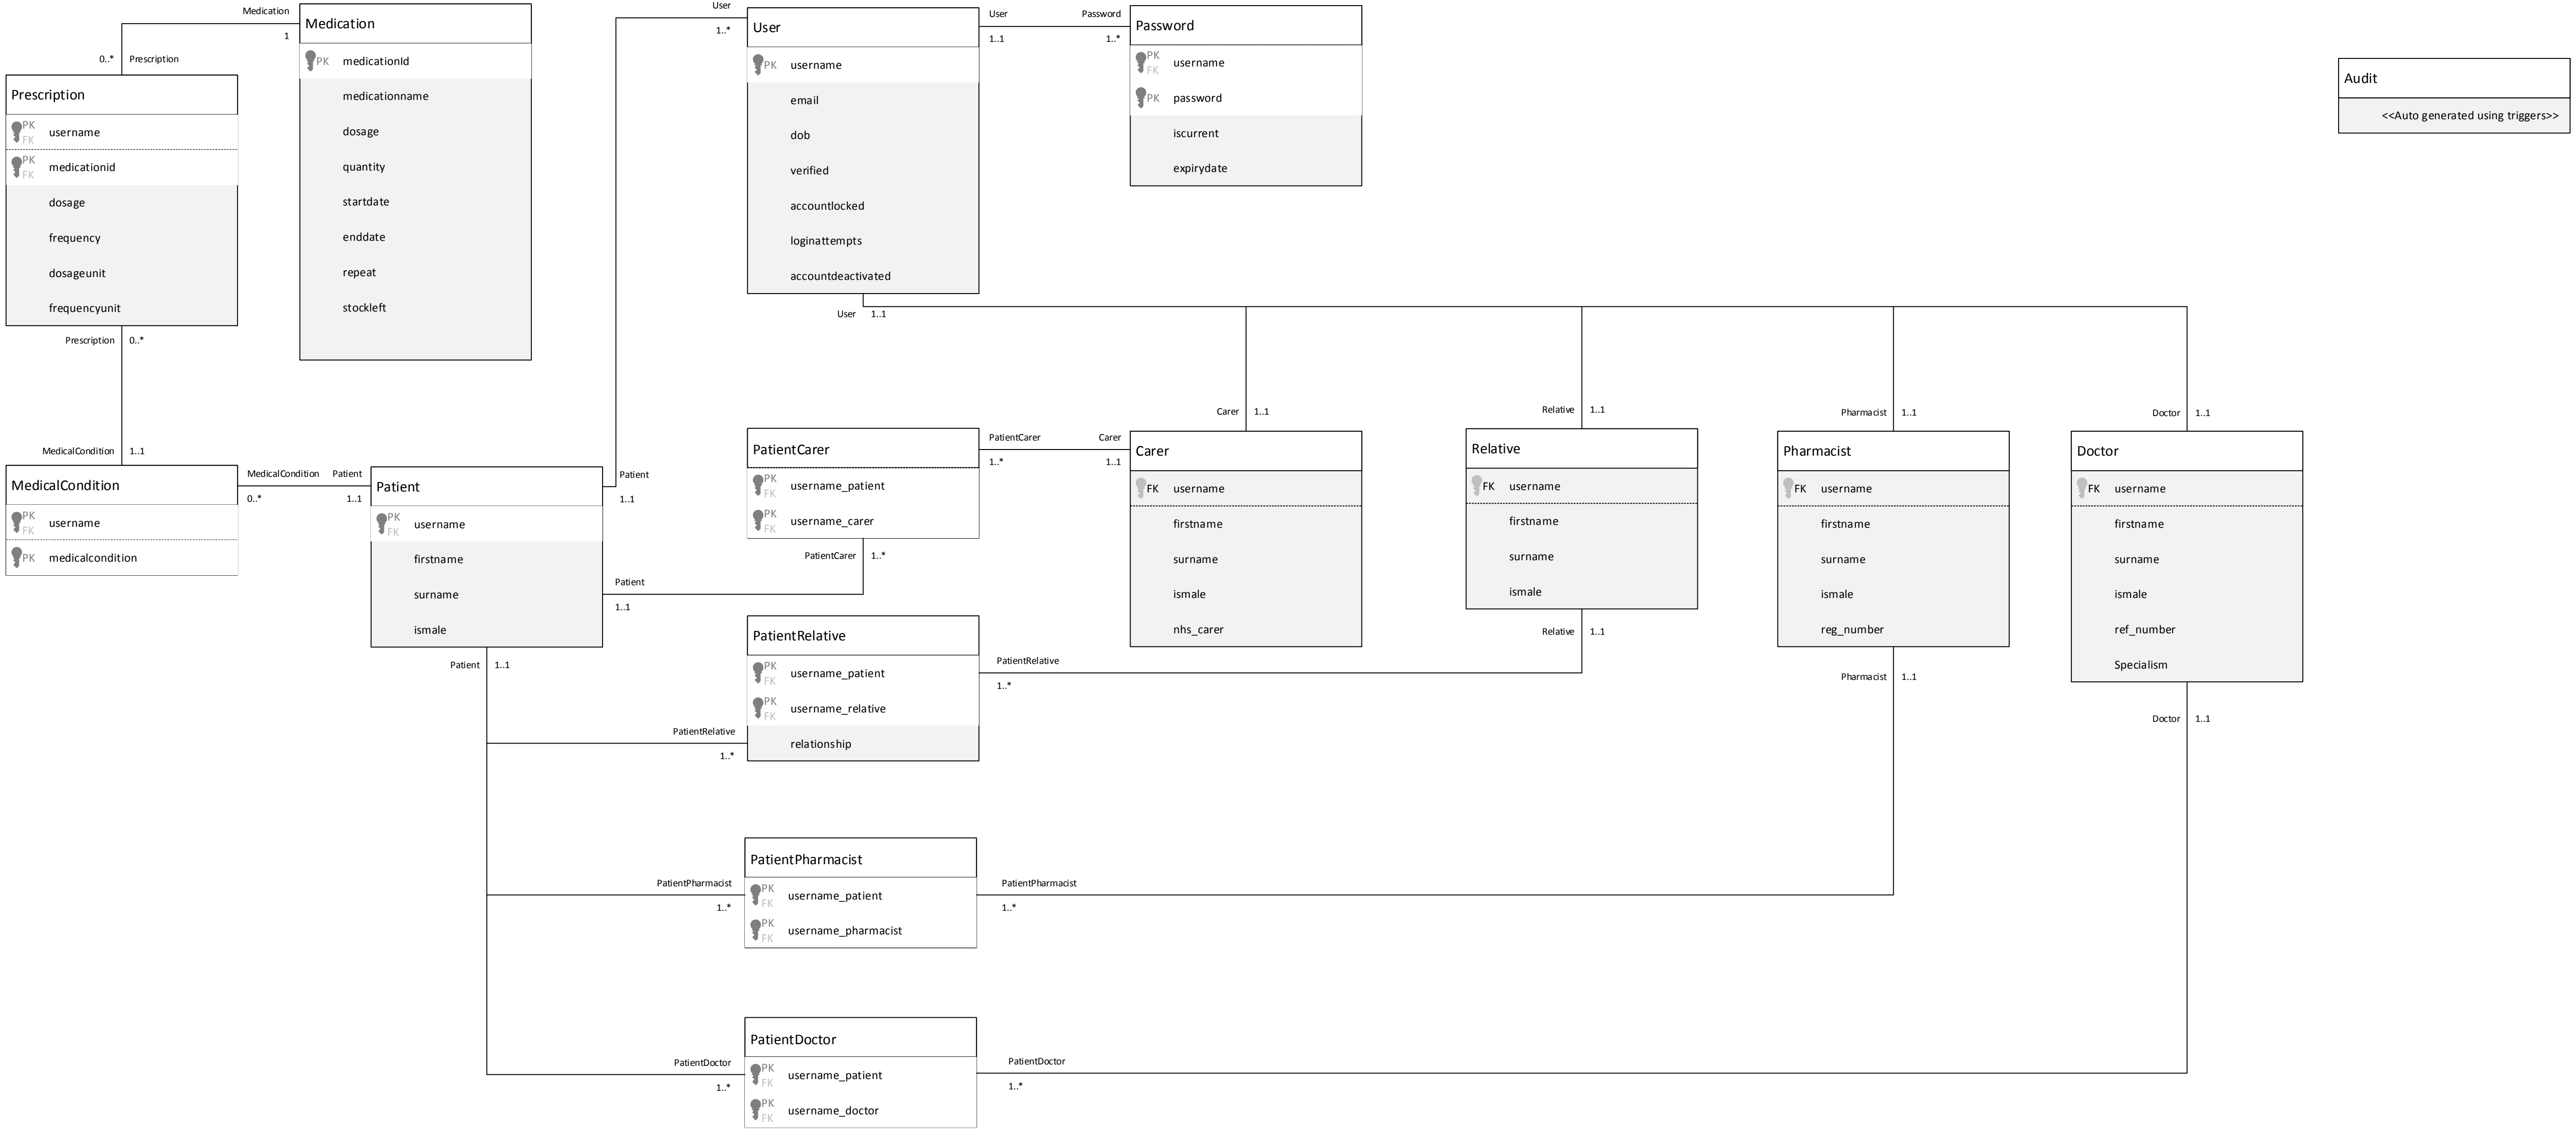 Medication
1
0..*
Prescription
Medication
PK
medicationId
medicationname
dosage
quantity
startdate
enddate
repeat
stockleft
Prescription
PK
FK
username
PK
FK
medicationid
dosage
frequency
dosageunit
frequencyunit
Prescription
0..*
MedicalCondition
1..1
MedicalCondition
PK
FK
username
PK
medicalcondition
MedicalCondition
0..*
Patient
1..1
Patient
PK
FK
username
firstname
surname
ismale
User
1..*
Patient
1..1
User
PK
username
email
dob
verified
accountlocked
loginattempts
accountdeactivated
User
1..1
Password
1..*
Password
PK
FK
username
PK
password
iscurrent
expirydate
Audit
<<Auto generated using triggers>>
User
1..1
Carer
1..1
Relative
1..1
Pharmacist
1..1
Doctor
1..1
PatientCarer
PK
FK
username_patient
PK
FK
username_carer
PatientCarer
1..*
Carer
1..1
Carer
FK
username
firstname
surname
ismale
nhs_carer
Relative
FK
username
firstname
surname
ismale
Pharmacist
FK
username
firstname
surname
ismale
reg_number
Doctor
FK
username
firstname
surname
ismale
ref_number
Specialism
PatientCarer
1..*
Patient
1..1
PatientRelative
PK
FK
username_patient
PK
FK
username_relative
relationship
PatientRelative
1..*
Relative
1..1
Patient
1..1
Pharmacist
1..1
Doctor
1..1
PatientRelative
1..*
PatientPharmacist
PK
FK
username_patient
PK
FK
username_pharmacist
PatientPharmacist
1..*
PatientPharmacist
1..*
PatientDoctor
PK
FK
username_patient
PK
FK
username_doctor
PatientDoctor
1..*
PatientDoctor
1..*